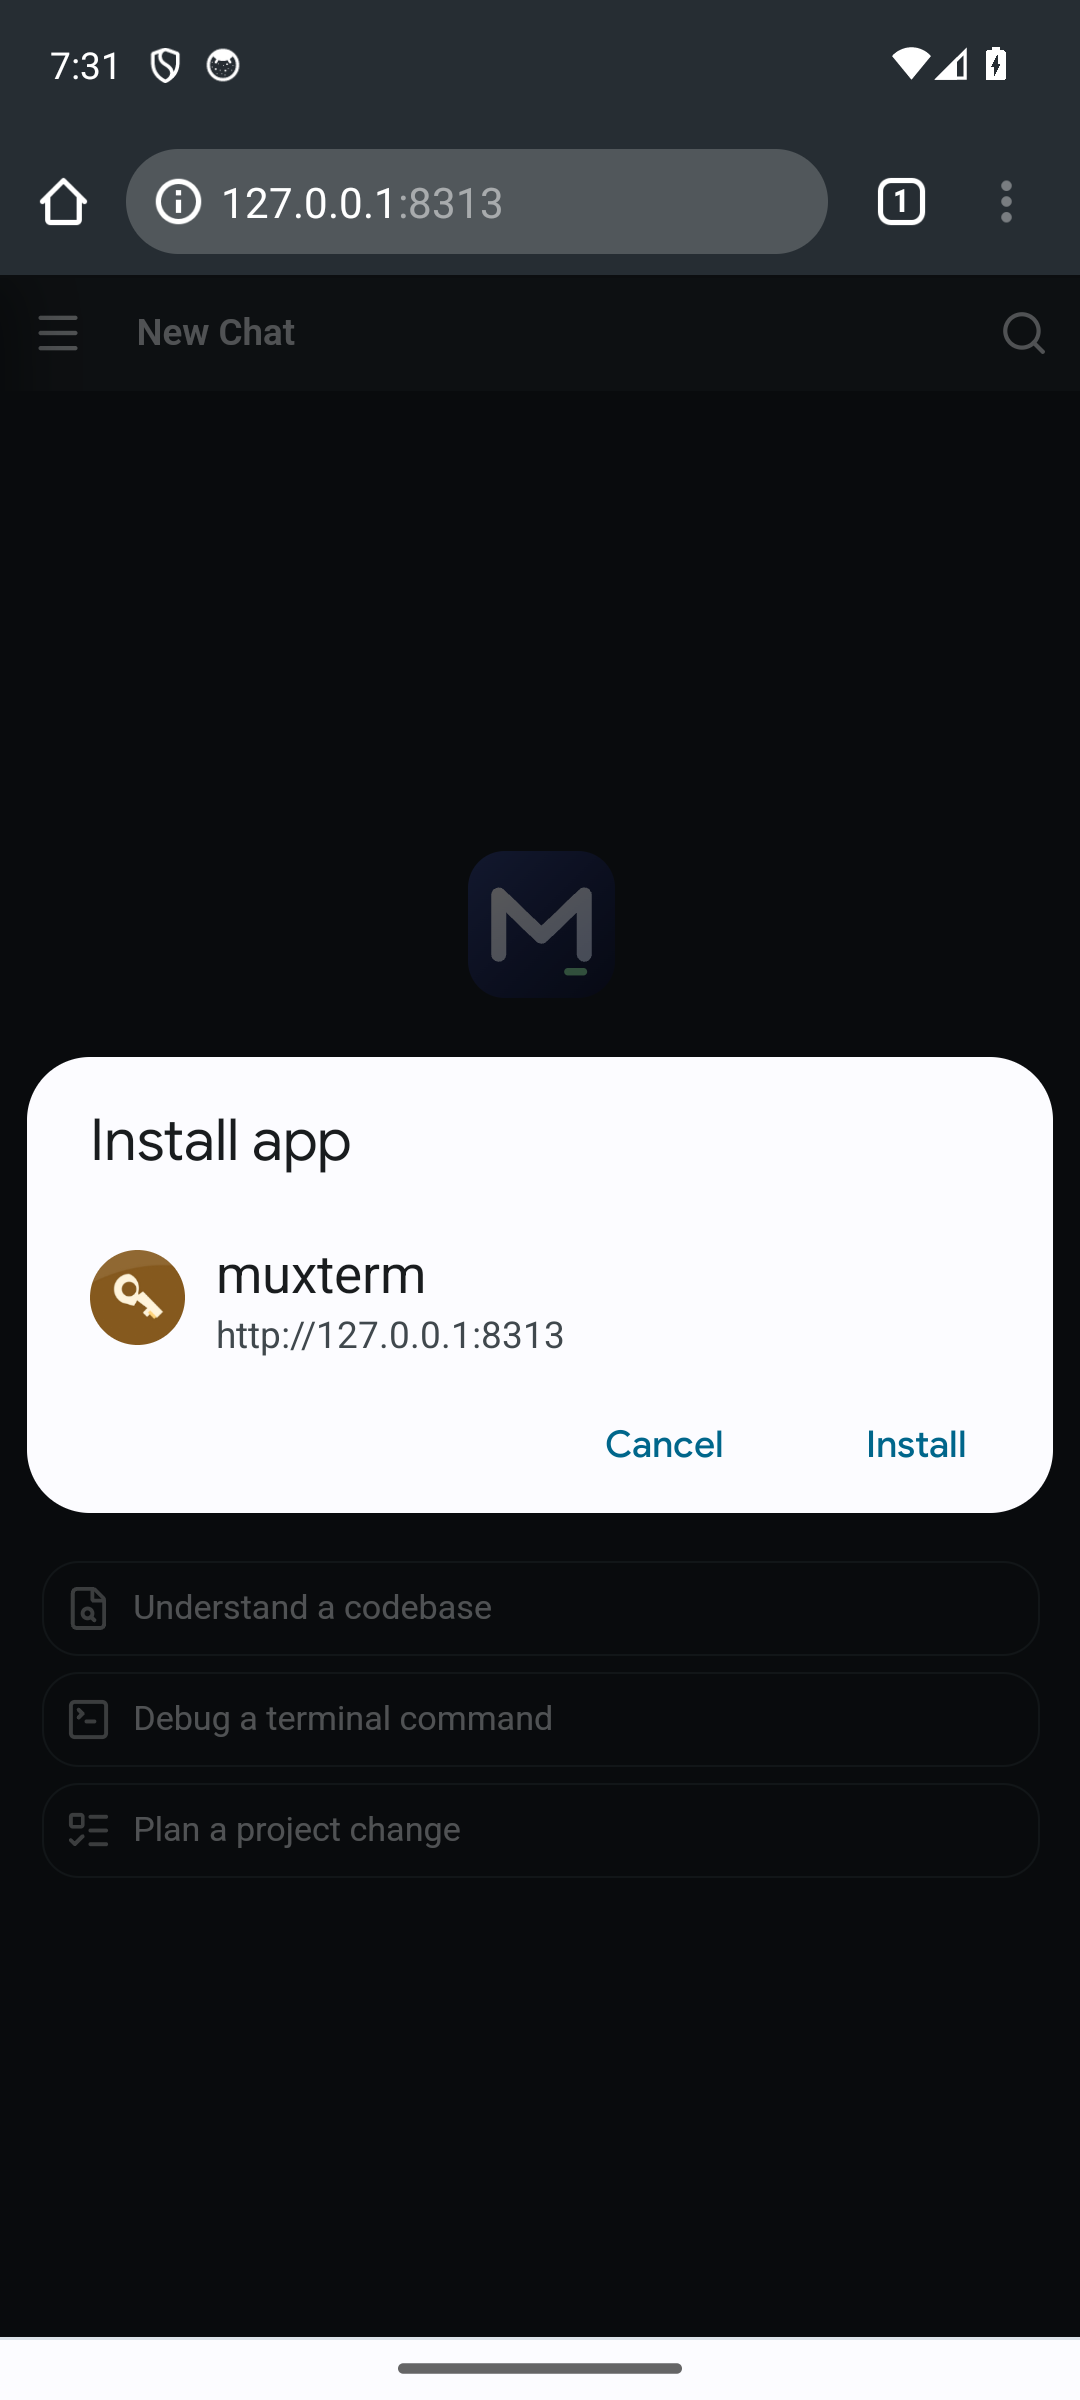 7:31
127.0.0.1:8313
1
New Chat
M
Install app
muxterm
http://127.0.0.1:8313
Cancel
Install
Understand a codebase
Debug a terminal command
Plan a project change